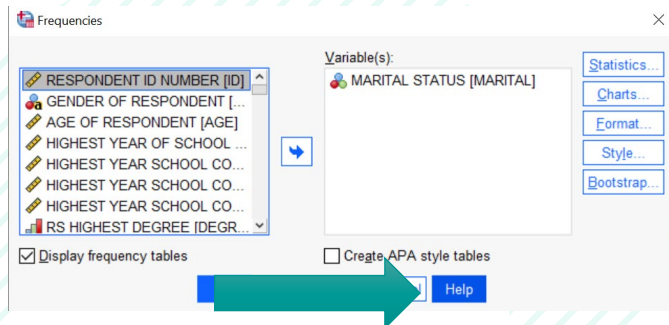 Frequencies
RESPONDENT ID NUMBER [ID]
GENDER OF RESPONDENT [...
AGE OF RESPONDENT [AGE]
HIGHEST YEAR OF SCHOOL ...
HIGHEST YEAR SCHOOL CO...
HIGHEST YEAR SCHOOL CO...
HIGHEST YEAR SCHOOL CO...
RS HIGHEST DEGREE [DEGR...
Display frequency tables
Variable(s):
MARITAL STATUS [MARITAL]
Create APA style tables
Statistics...
Charts...
Format...
Style...
Bootstrap...
Help